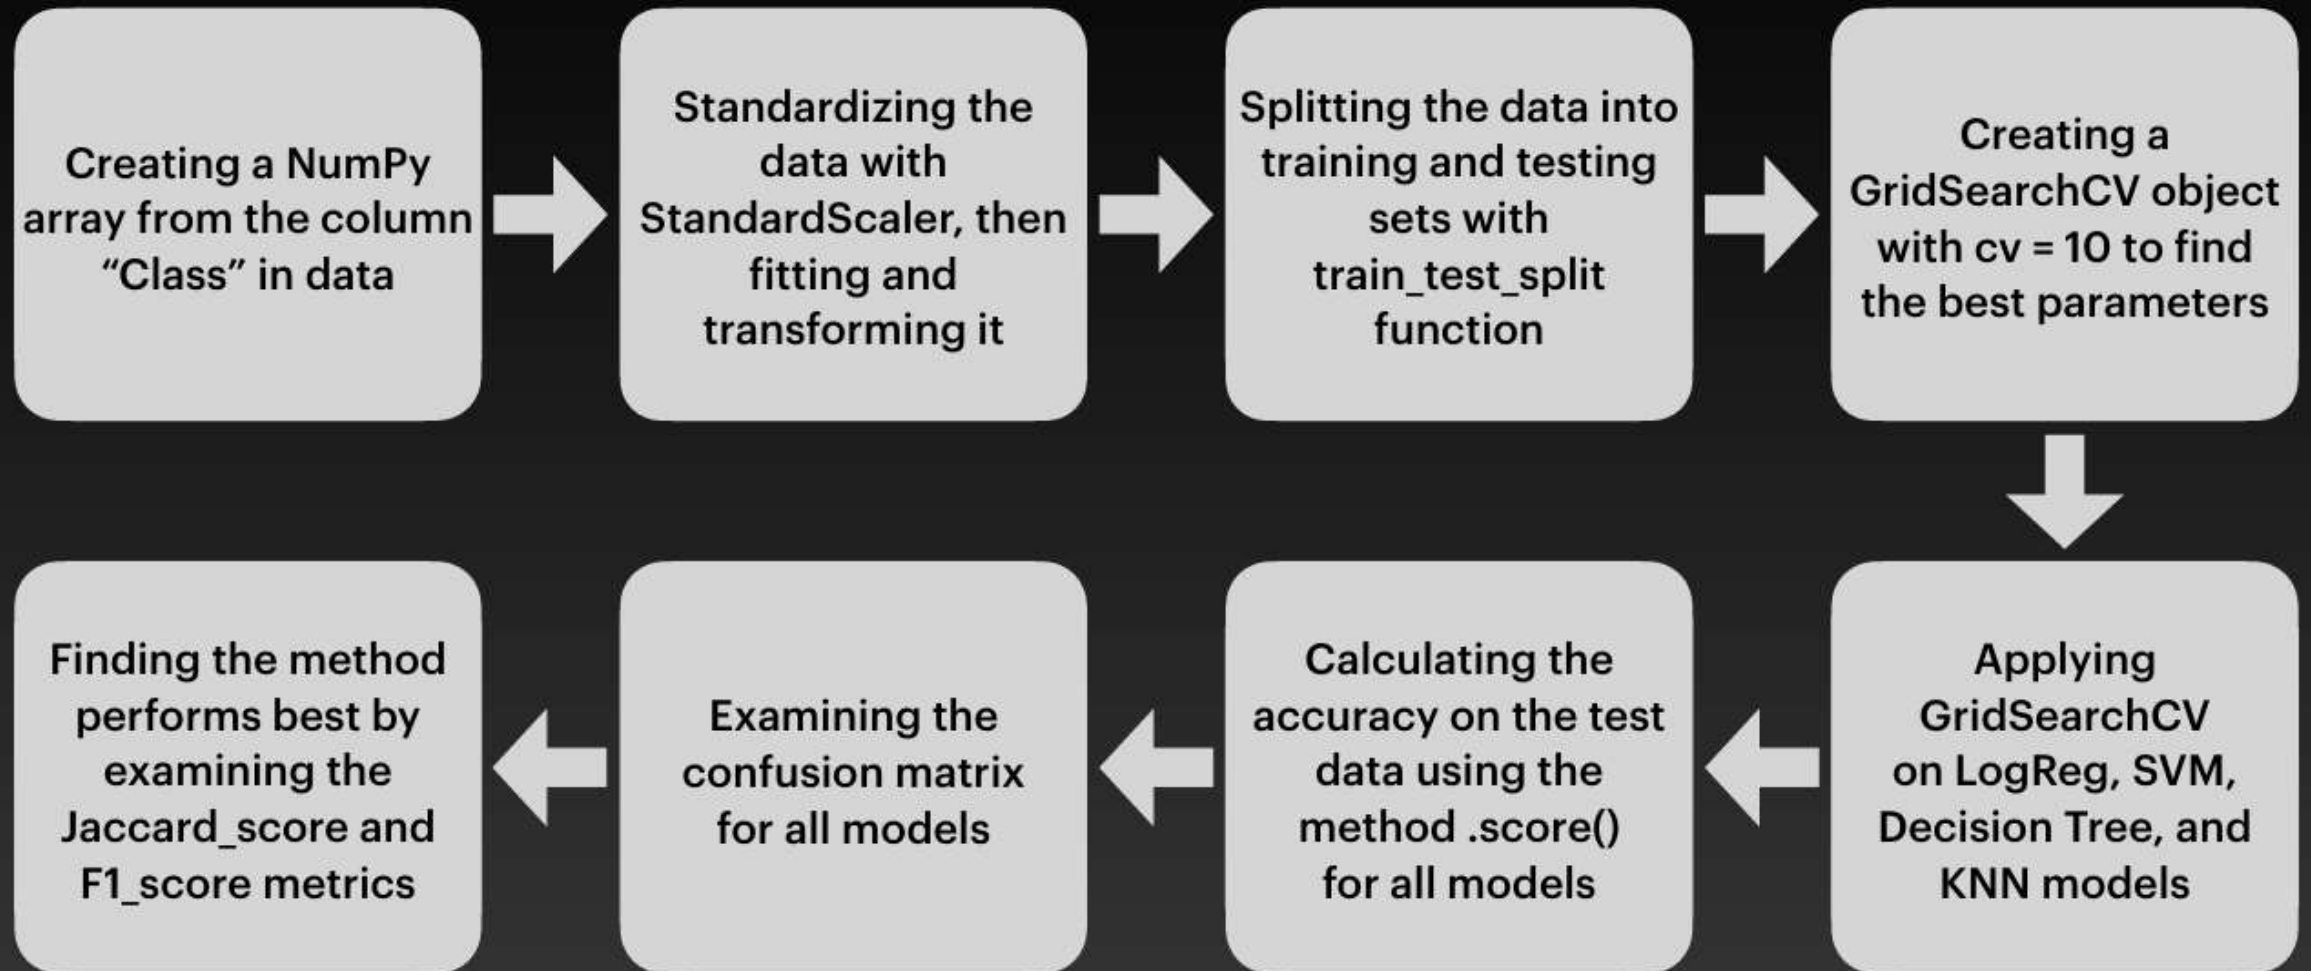 Creating a NumPy
array from the column
“Class” in data
Standardizing the
data with
StandardScaler, then
fitting and
transforming it
Splitting the data into
training and testing
sets with
train_test_split
function
Creating a
GridSearchCV object
with cv = 10 to find
the best parameters
Applying
GridSearchCV
on LogReg, SVM,
Decision Tree, and
KNN models
Calculating the
accuracy on the test
data using the
method .score()
for all models
Examining the
confusion matrix
for all models
Finding the method
performs best by
examining the
Jaccard_score and
F1_score metrics